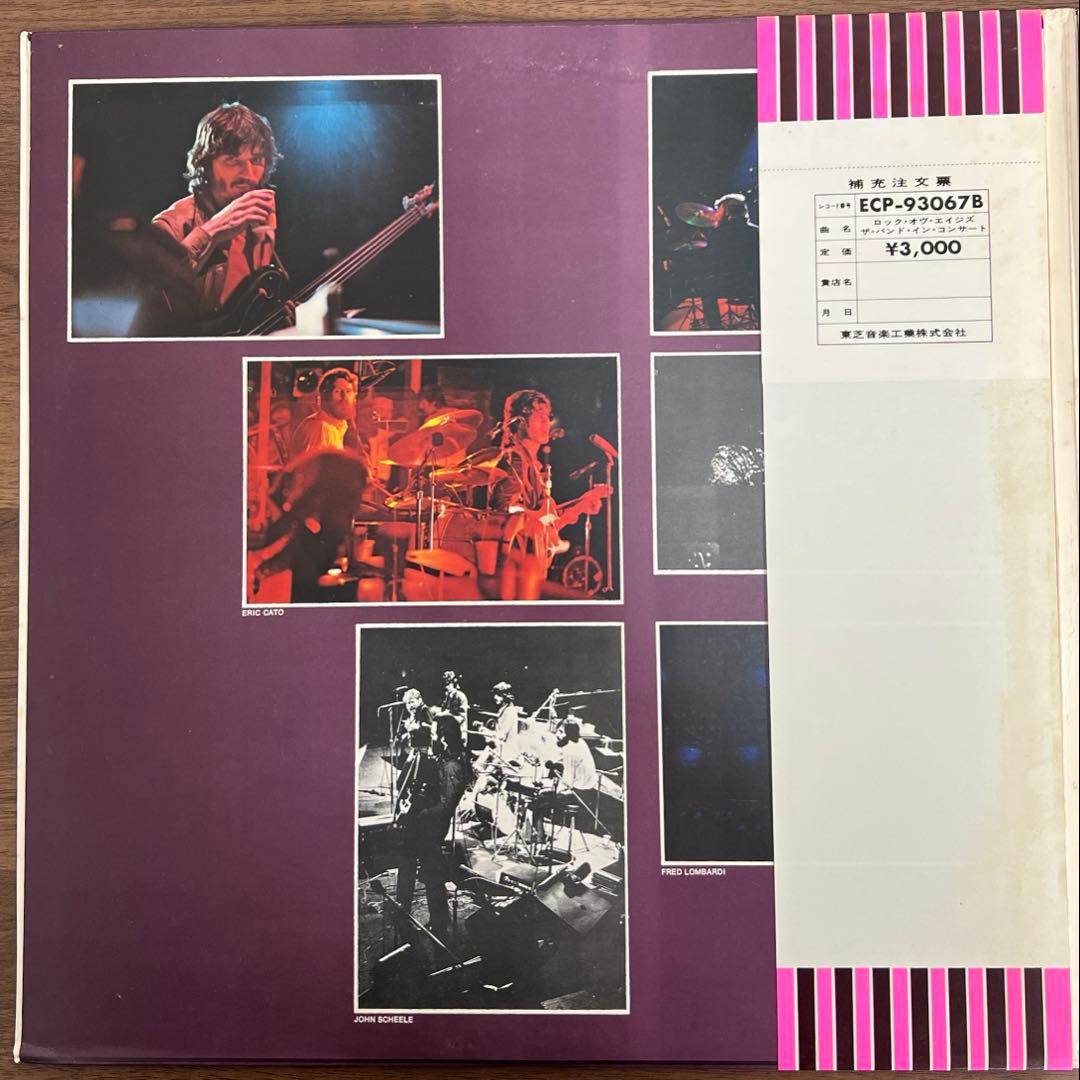 補充注文票
レコード番号 ECP-93067B
曲名 ロック・オヴ・エイジズ
ザ・バンド・イン・コンサート
定価 ¥3,000
貴店名
月日
東芝音楽工業株式会社
ERIC CATO
FRED LOMBARDI
JOHN SCHEELE